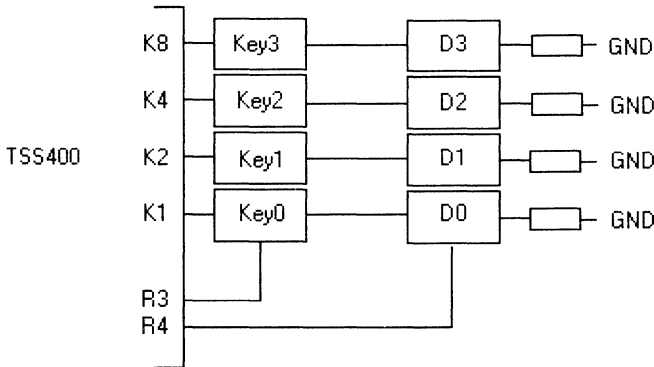 K8 Key3 D3 GND
K4 Key2 D2 GND
TSS400 K2 Key1 D1 GND
K1 Key0 D0 GND
R3
R4